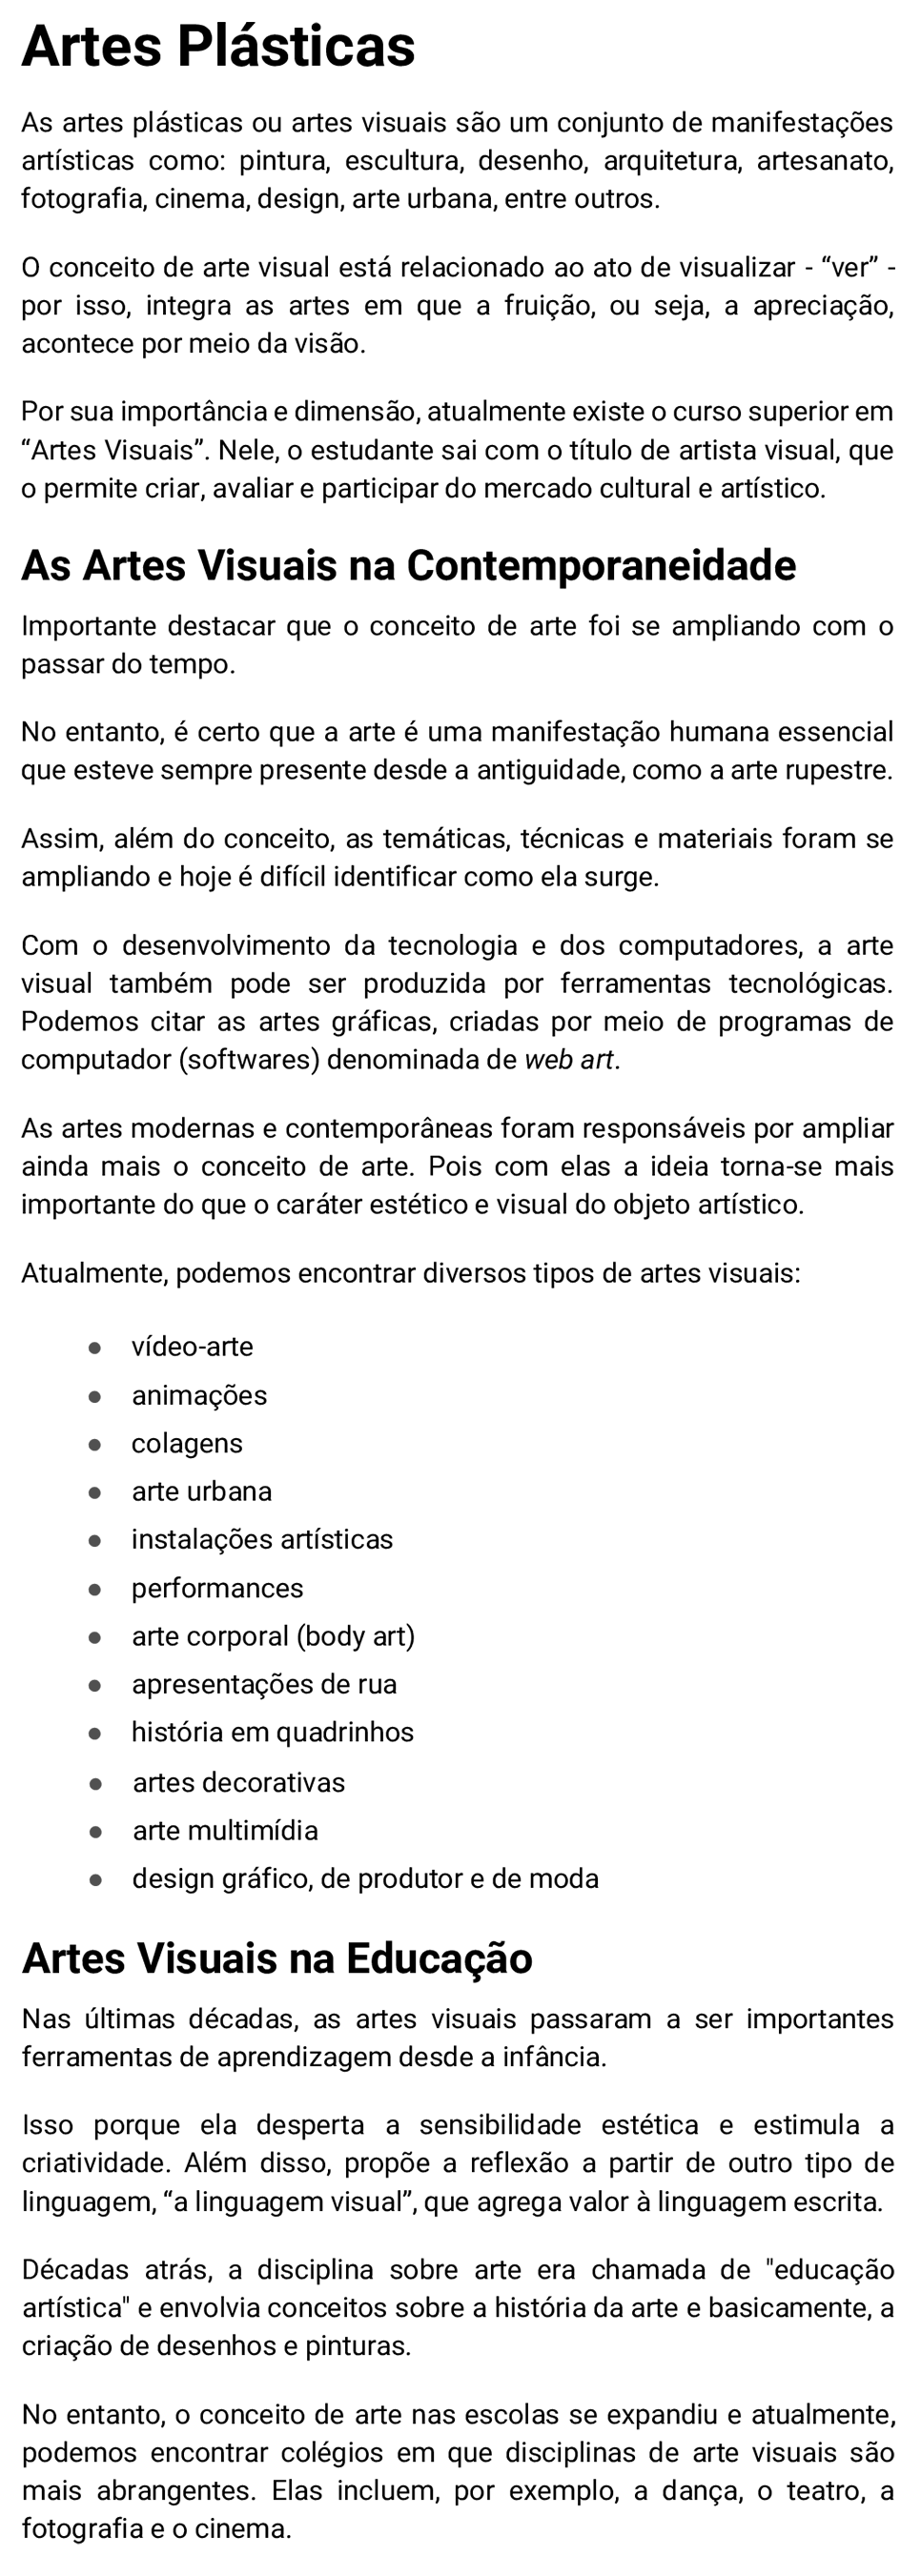 Artes Plásticas
As artes plásticas ou artes visuais são um conjunto de manifestações
artísticas como: pintura, escultura, desenho, arquitetura, artesanato,
fotografia, cinema, design, arte urbana, entre outros.
O conceito de arte visual está relacionado ao ato de visualizar - “ver” -
por isso, integra as artes em que a fruição, ou seja, a apreciação,
acontece por meio da visão.
Por sua importância e dimensão, atualmente existe o curso superior em
“Artes Visuais”. Nele, o estudante sai com o título de artista visual, que
o permite criar, avaliar e participar do mercado cultural e artístico.
As Artes Visuais na Contemporaneidade
Importante destacar que o conceito de arte foi se ampliando com o
passar do tempo.
No entanto, é certo que a arte é uma manifestação humana essencial
que esteve sempre presente desde a antiguidade, como a arte rupestre.
Assim, além do conceito, as temáticas, técnicas e materiais foram se
ampliando e hoje é difícil identificar como ela surge.
Com o desenvolvimento da tecnologia e dos computadores, a arte
visual também pode ser produzida por ferramentas tecnológicas.
Podemos citar as artes gráficas, criadas por meio de programas de
computador (softwares) denominada de web art.
As artes modernas e contemporâneas foram responsáveis por ampliar
ainda mais o conceito de arte. Pois com elas a ideia torna-se mais
importante do que o caráter estético e visual do objeto artístico.
Atualmente, podemos encontrar diversos tipos de artes visuais:
● vídeo-arte
● animações
● colagens
● arte urbana
● instalações artísticas
● performances
● arte corporal (body art)
● apresentações de rua
● história em quadrinhos
● artes decorativas
● arte multimídia
● design gráfico, de produtor e de moda
Artes Visuais na Educação
Nas últimas décadas, as artes visuais passaram a ser importantes
ferramentas de aprendizagem desde a infância.
Isso porque ela desperta a sensibilidade estética e estimula a
criatividade. Além disso, propõe a reflexão a partir de outro tipo de
linguagem, “a linguagem visual”, que agrega valor à linguagem escrita.
Décadas atrás, a disciplina sobre arte era chamada de "educação
artística" e envolvia conceitos sobre a história da arte e basicamente, a
criação de desenhos e pinturas.
No entanto, o conceito de arte nas escolas se expandiu e atualmente,
podemos encontrar colégios em que disciplinas de arte visuais são
mais abrangentes. Elas incluem, por exemplo, a dança, o teatro, a
fotografia e o cinema.